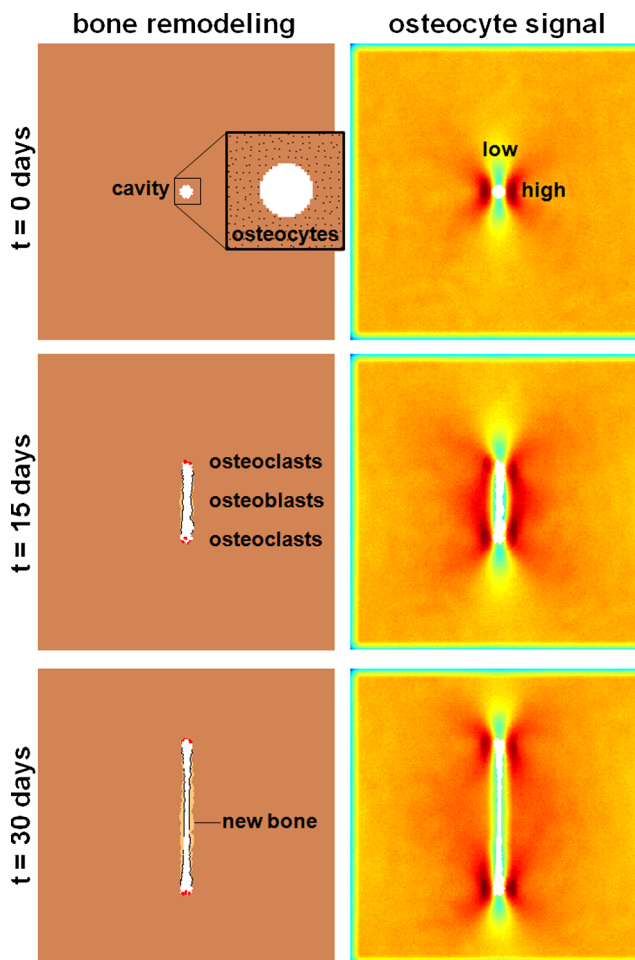 bone remodeling
osteocyte signal
t = 0 days
cavity
osteocytes
low
high
t = 15 days
osteoclasts
osteoblasts
osteoclasts
t = 30 days
new bone